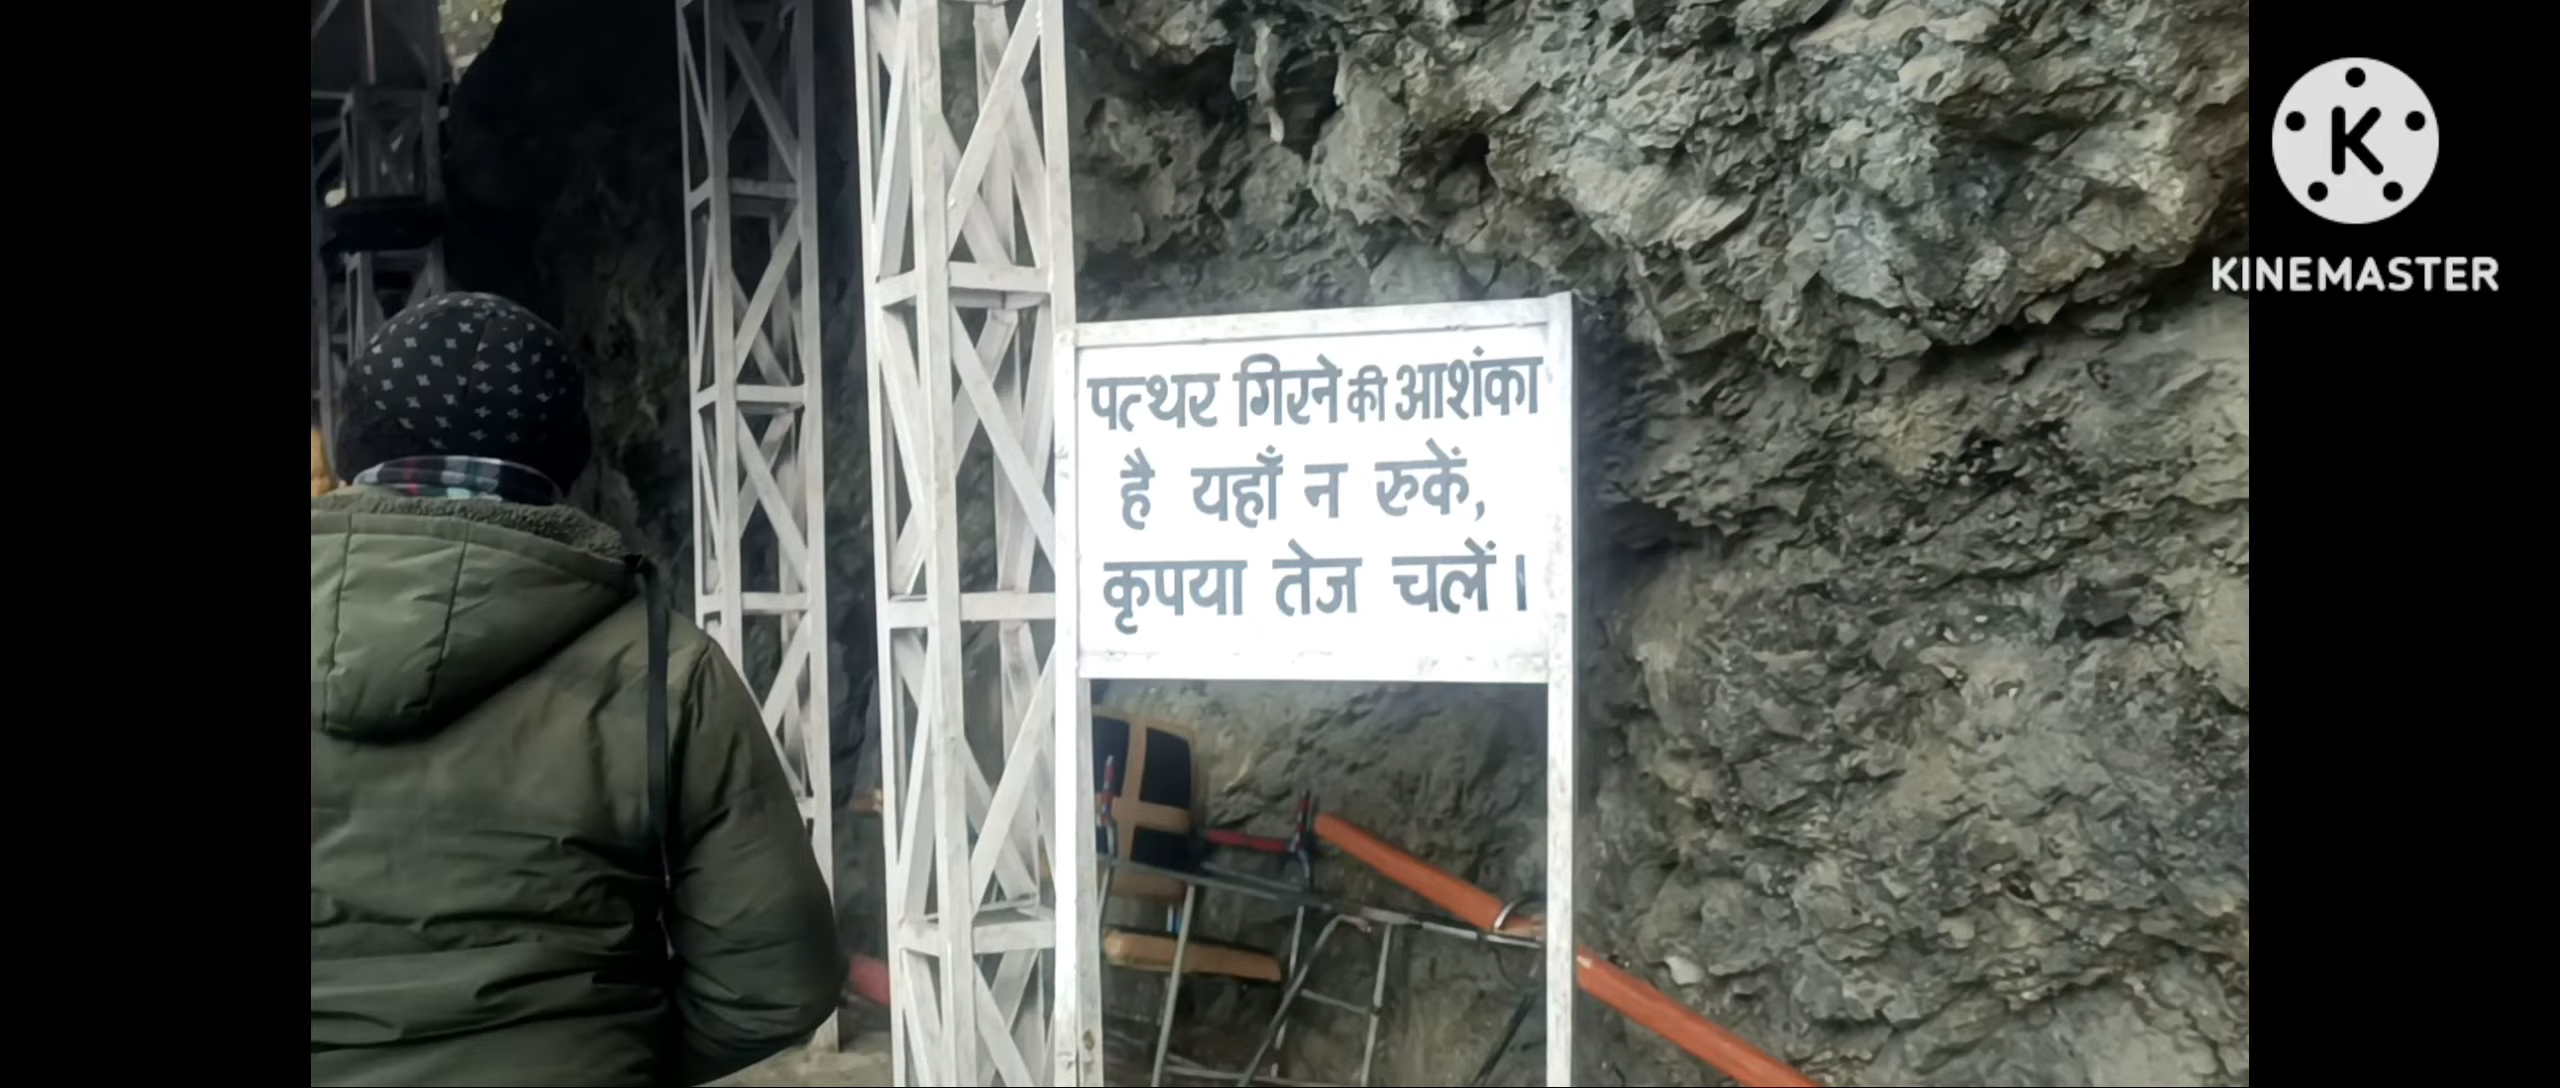 पत्थर गिरने की आशंका
है यहाँ न रुकें,
कृपया तेज चलें।
K
KINEMASTER